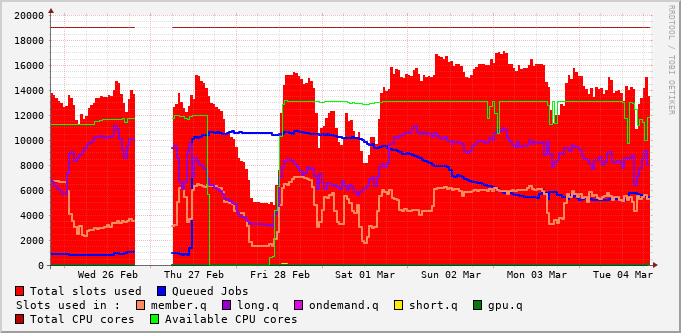 RRDTOOL / TOBI OETIKER
20000
18000
16000
14000
12000
10000
8000
6000
4000
2000
0
Wed 26 Feb Thu 27 Feb Fri 28 Feb Sat 01 Mar Sun 02 Mar Mon 03 Mar Tue 04 Mar
Total slots used Queued Jobs
Slots used in : member.q long.q ondemand.q short.q gpu.q
Total CPU cores Available CPU cores